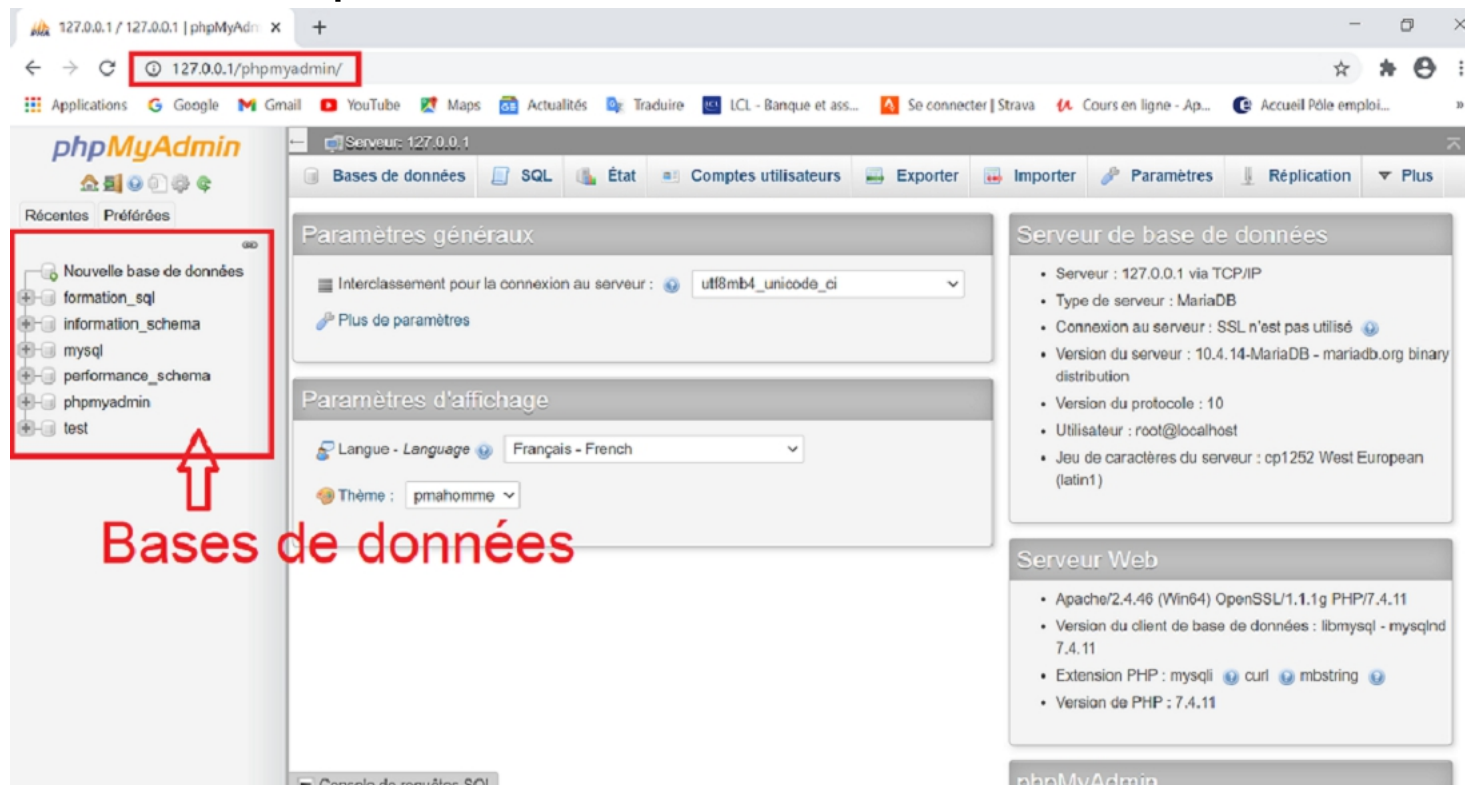 127.0.0.1 / 127.0.0.1 | phpMyAdn
127.0.0.1/phpmyadmin/
Applications Google Gmail YouTube Maps Actualités Traduire LCL - Banque et ass... Se connecter | Strava Cours en ligne - Ap... Accueil Pôle emploi... »
phpMyAdmin
Récentes Préférées
Nouvelle base de données
formation_sql
information_schema
mysql
performance_schema
phpmyadmin
test
Bases de données
Serveur: 127.0.0.1
Bases de données SQL État Comptes utilisateurs Exporter Importer Paramètres Réplication Plus
Paramètres généraux
Interclassement pour la connexion au serveur : utf8mb4_unicode_ci
Plus de paramètres
Paramètres d'affichage
Langue - Language Français - French
Thème : pmahomme
Console de requêtes SQL
Serveur de base de données
• Serveur : 127.0.0.1 via TCP/IP
• Type de serveur : MariaDB
• Connexion au serveur : SSL n'est pas utilisé
• Version du serveur : 10.4.14-MariaDB - mariadb.org binary
distribution
• Version du protocole : 10
• Utilisateur : root@localhost
• Jeu de caractères du serveur : cp1252 West European
(latin1)
Serveur Web
• Apache/2.4.46 (Win64) OpenSSL/1.1.1g PHP/7.4.11
• Version du client de base de données : libmysql - mysqlnd
7.4.11
• Extension PHP : mysqli curl mbstring
• Version de PHP : 7.4.11
phpMyAdmin